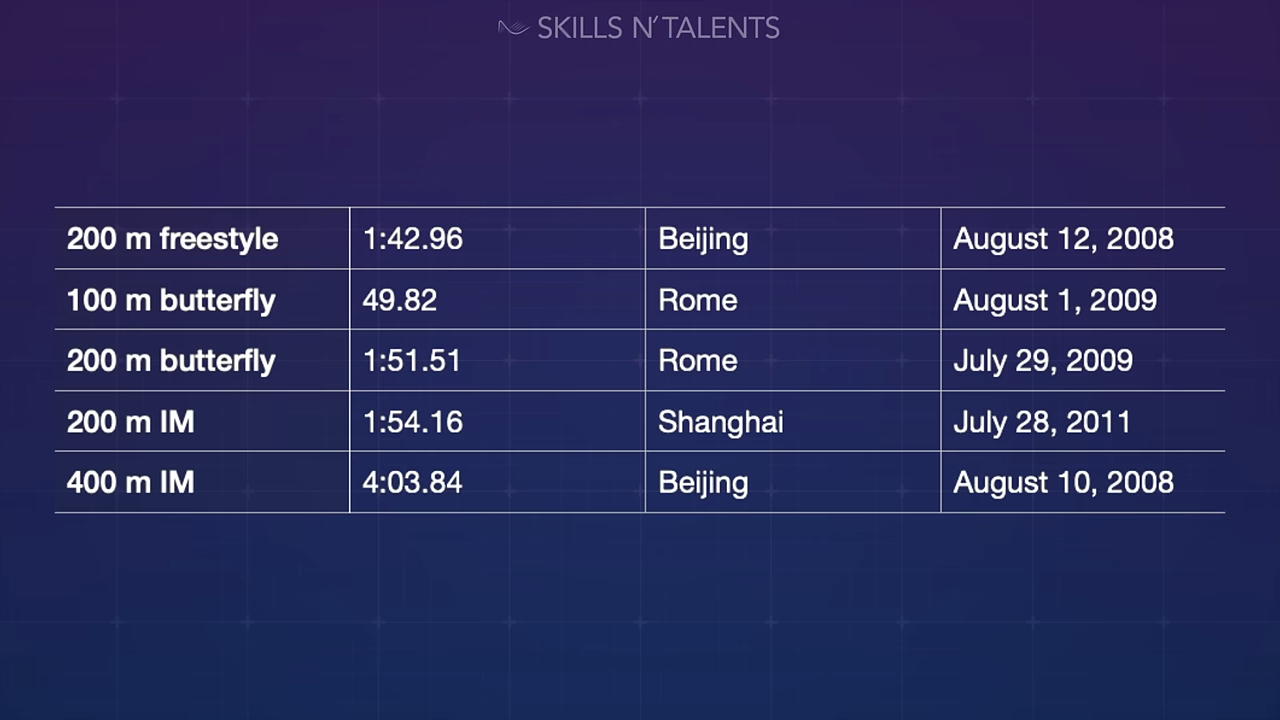 SKILLS N' TALENTS
200 m freestyle 1:42.96 Beijing August 12, 2008
100 m butterfly 49.82 Rome August 1, 2009
200 m butterfly 1:51.51 Rome July 29, 2009
200 m IM 1:54.16 Shanghai July 28, 2011
400 m IM 4:03.84 Beijing August 10, 2008